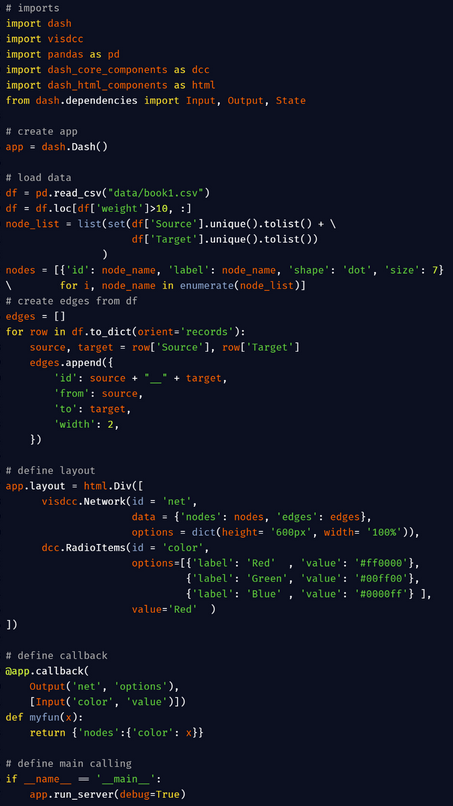 # imports
import dash
import visdcc
import pandas as pd
import dash_core_components as dcc
import dash_html_components as html
from dash.dependencies import Input, Output, State

# create app
app = dash.Dash()

# load data
df = pd.read_csv("data/book1.csv")
df = df.loc[df['weight']>10, :]
node_list = list(set(df['Source'].unique().tolist() + \
                     df['Target'].unique().tolist())
                )
nodes = [{'id': node_name, 'label': node_name, 'shape': 'dot', 'size': 7}
\        for i, node_name in enumerate(node_list)]
# create edges from df
edges = []
for row in df.to_dict(orient='records'):
    source, target = row['Source'], row['Target']
    edges.append({
        'id': source + "__" + target,
        'from': source,
        'to': target,
        'width': 2,
    })

# define layout
app.layout = html.Div([
      visdcc.Network(id = 'net',
                     data = {'nodes': nodes, 'edges': edges},
                     options = dict(height= '600px', width= '100%')),
      dcc.RadioItems(id = 'color',
                     options=[{'label': 'Red'  , 'value': '#ff0000'},
                              {'label': 'Green', 'value': '#00ff00'},
                              {'label': 'Blue' , 'value': '#0000ff'} ],
                     value='Red'  )
])

# define callback
@app.callback(
    Output('net', 'options'),
    [Input('color', 'value')])
def myfun(x):
    return {'nodes':{'color': x}}

# define main calling
if __name__ == '__main__':
    app.run_server(debug=True)